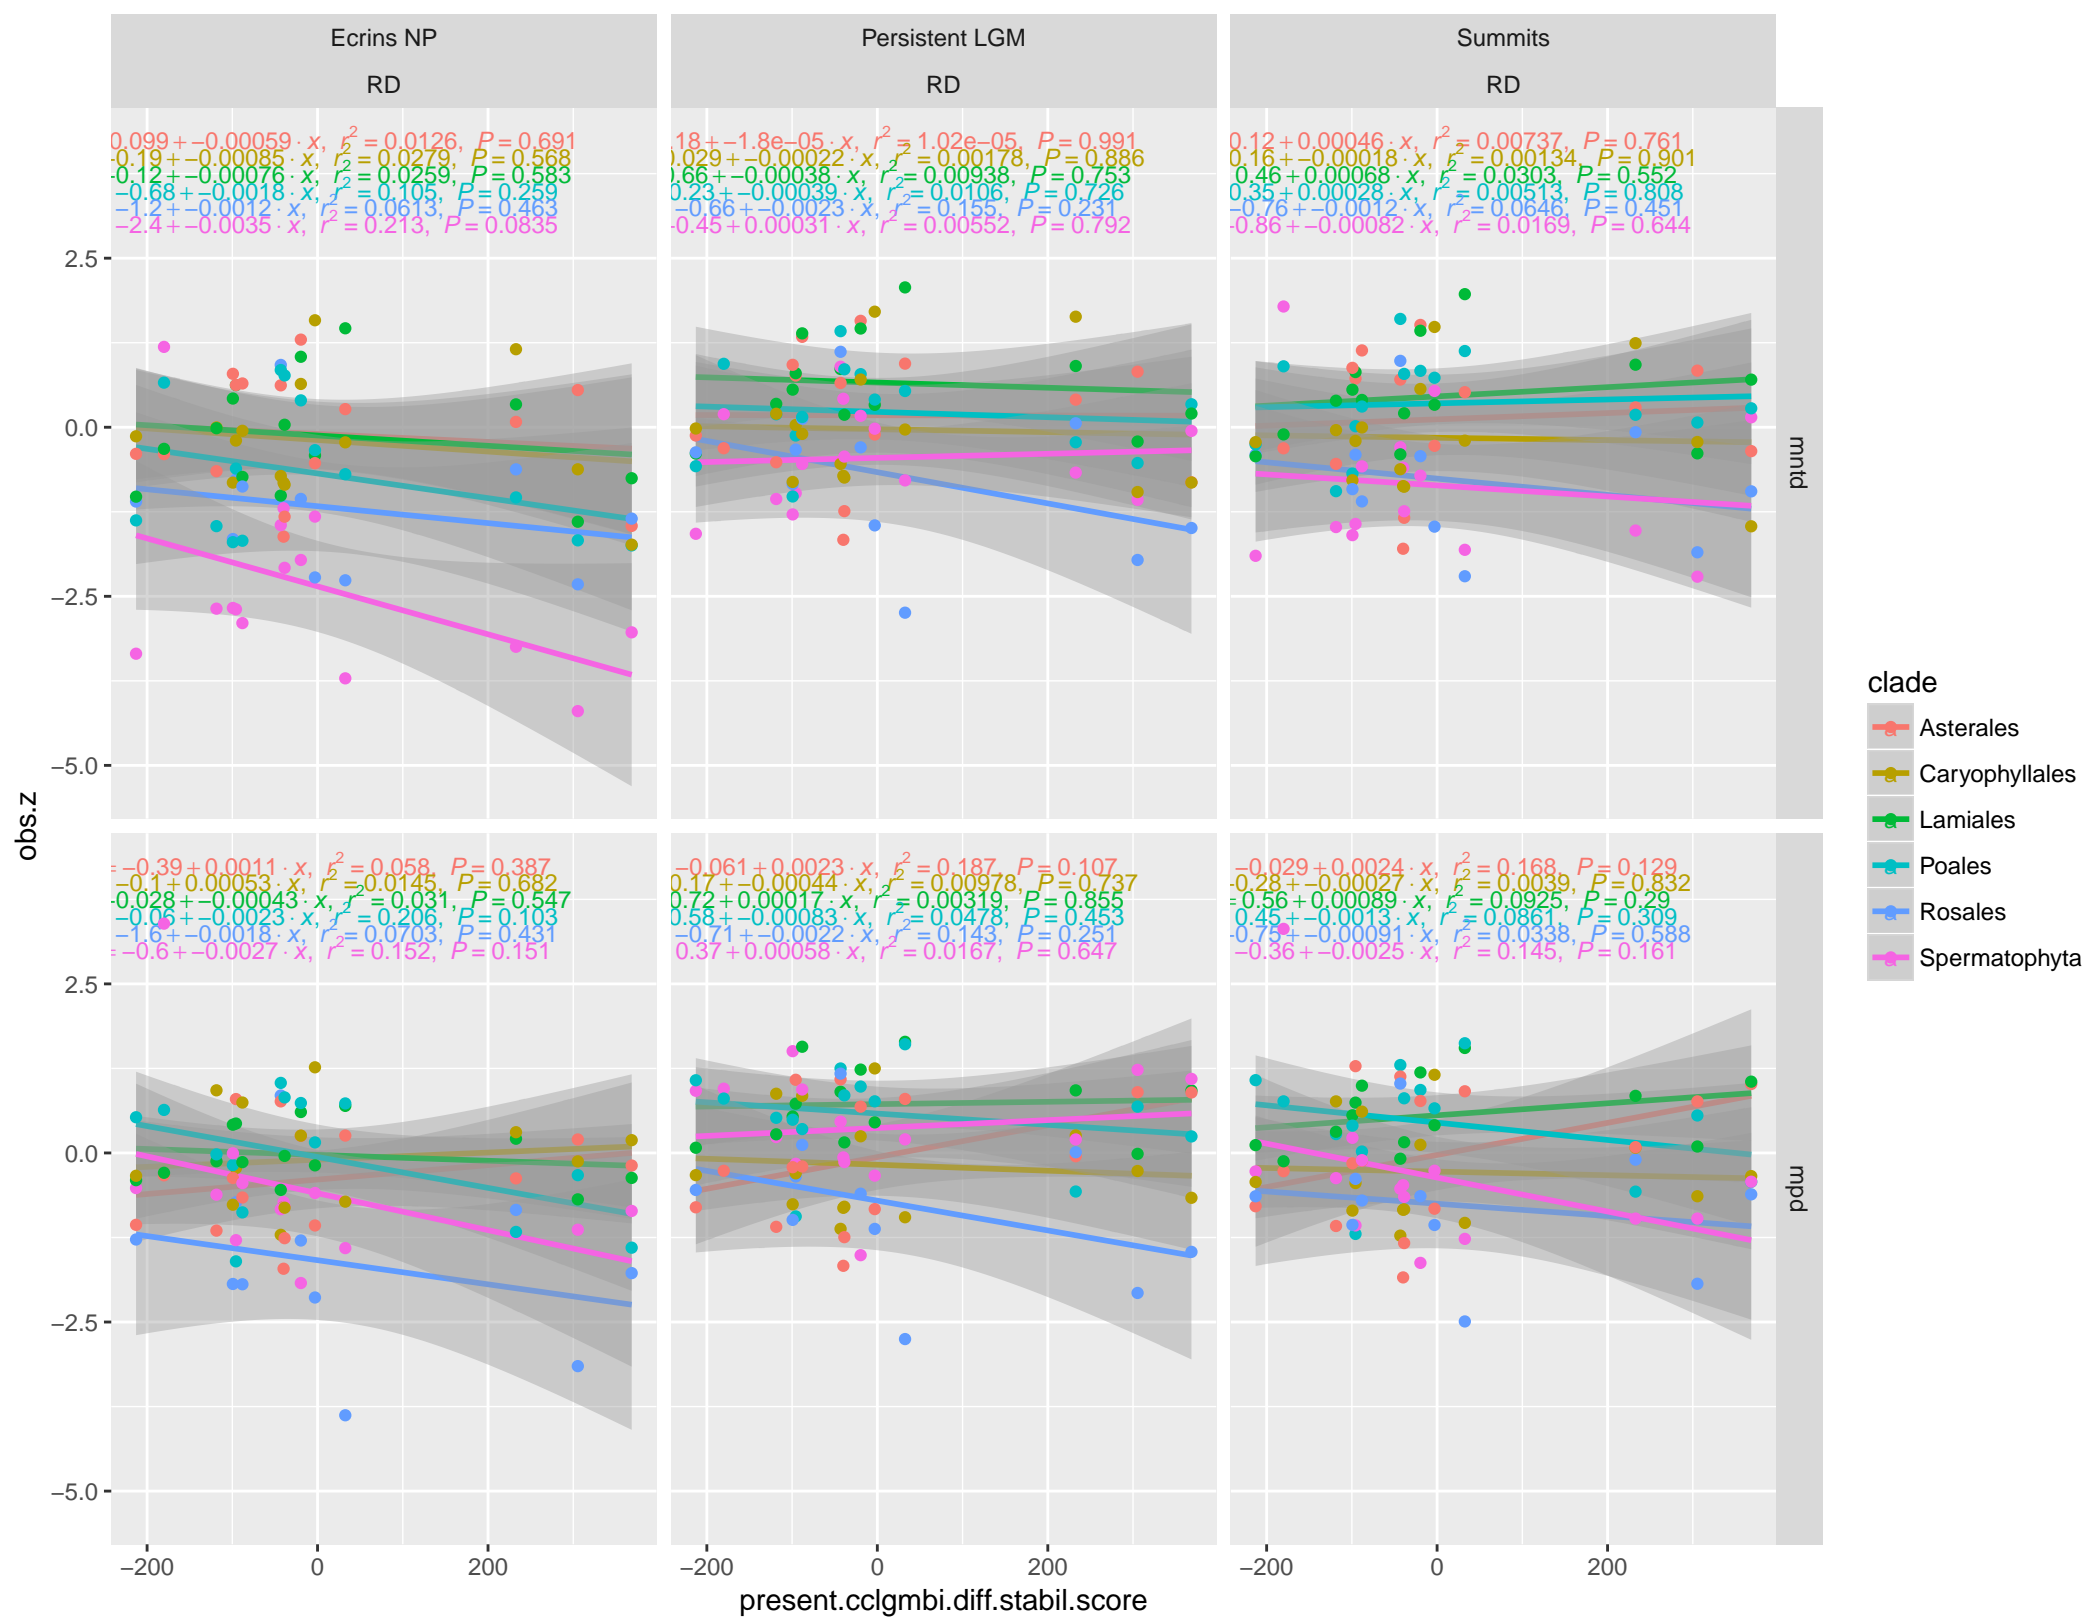 Ecrins NP
Persistent LGM
Summits
RD
RD
RD
0.099+−0.00059·x, r2=0.0126, P=0.691
−0.19+−0.00085·x, r2=0.0279, P=0.568
−0.12+−0.00076·x, r2=0.0259, P=0.583
−0.68+−0.0018·x, r2=0.105, P=0.259
−1.2+−0.0012·x, r2=0.0613, P=0.463
−2.4+−0.0035·x, r2=0.213, P=0.0835
.18+−1.8e−05·x, r2=1.02e−05, P=0.991
0.029+−0.00022·x, r2=0.00178, P=0.886
0.66+−0.00038·x, r2=0.00938, P=0.753
0.23+−0.00039·x, r2=0.0106, P=0.726
−0.66+−0.0023·x, r2=0.155, P=0.231
−0.45+0.00031·x, r2=0.00552, P=0.792
0.12+0.00046·x, r2=0.00737, P=0.761
0.16+−0.00018·x, r2=0.00134, P=0.901
0.46+0.00068·x, r2=0.0303, P=0.552
0.35+0.00028·x, r2=0.00513, P=0.808
−0.76+−0.0012·x, r2=0.0646, P=0.451
−0.86+−0.00082·x, r2=0.0169, P=0.644
2.5
0.0
−2.5
−5.0
mntd
= −0.39+0.0011·x, r2=0.058, P=0.387
−0.1+0.00053·x, r2=0.0145, P=0.682
−0.028+−0.00043·x, r2=0.031, P=0.547
−0.06+−0.0023·x, r2=0.206, P=0.103
−1.6+−0.0018·x, r2=0.0703, P=0.431
= −0.6+−0.0027·x, r2=0.152, P=0.151
−0.061+0.0023·x, r2=0.187, P=0.107
0.17+−0.00044·x, r2=0.00978, P=0.737
0.72+0.00017·x, r2=0.00319, P=0.855
0.58+−0.00083·x, r2=0.0478, P=0.453
−0.71+−0.0022·x, r2=0.143, P=0.251
0.37+0.00058·x, r2=0.0167, P=0.647
−0.029+0.0024·x, r2=0.168, P=0.129
−0.28+−0.00027·x, r2=0.0039, P=0.832
= 0.56+0.00089·x, r2=0.0925, P=0.29
0.45+−0.0013·x, r2=0.0861, P=0.309
−0.75+−0.00091·x, r2=0.0338, P=0.588
−0.36+−0.0025·x, r2=0.145, P=0.161
2.5
0.0
−2.5
−5.0
mpd
obs.z
−200 0 200
−200 0 200
−200 0 200
present.cclgmbi.diff.stabil.score
clade
Asterales
Caryophyllales
Lamiales
Poales
Rosales
Spermatophyta